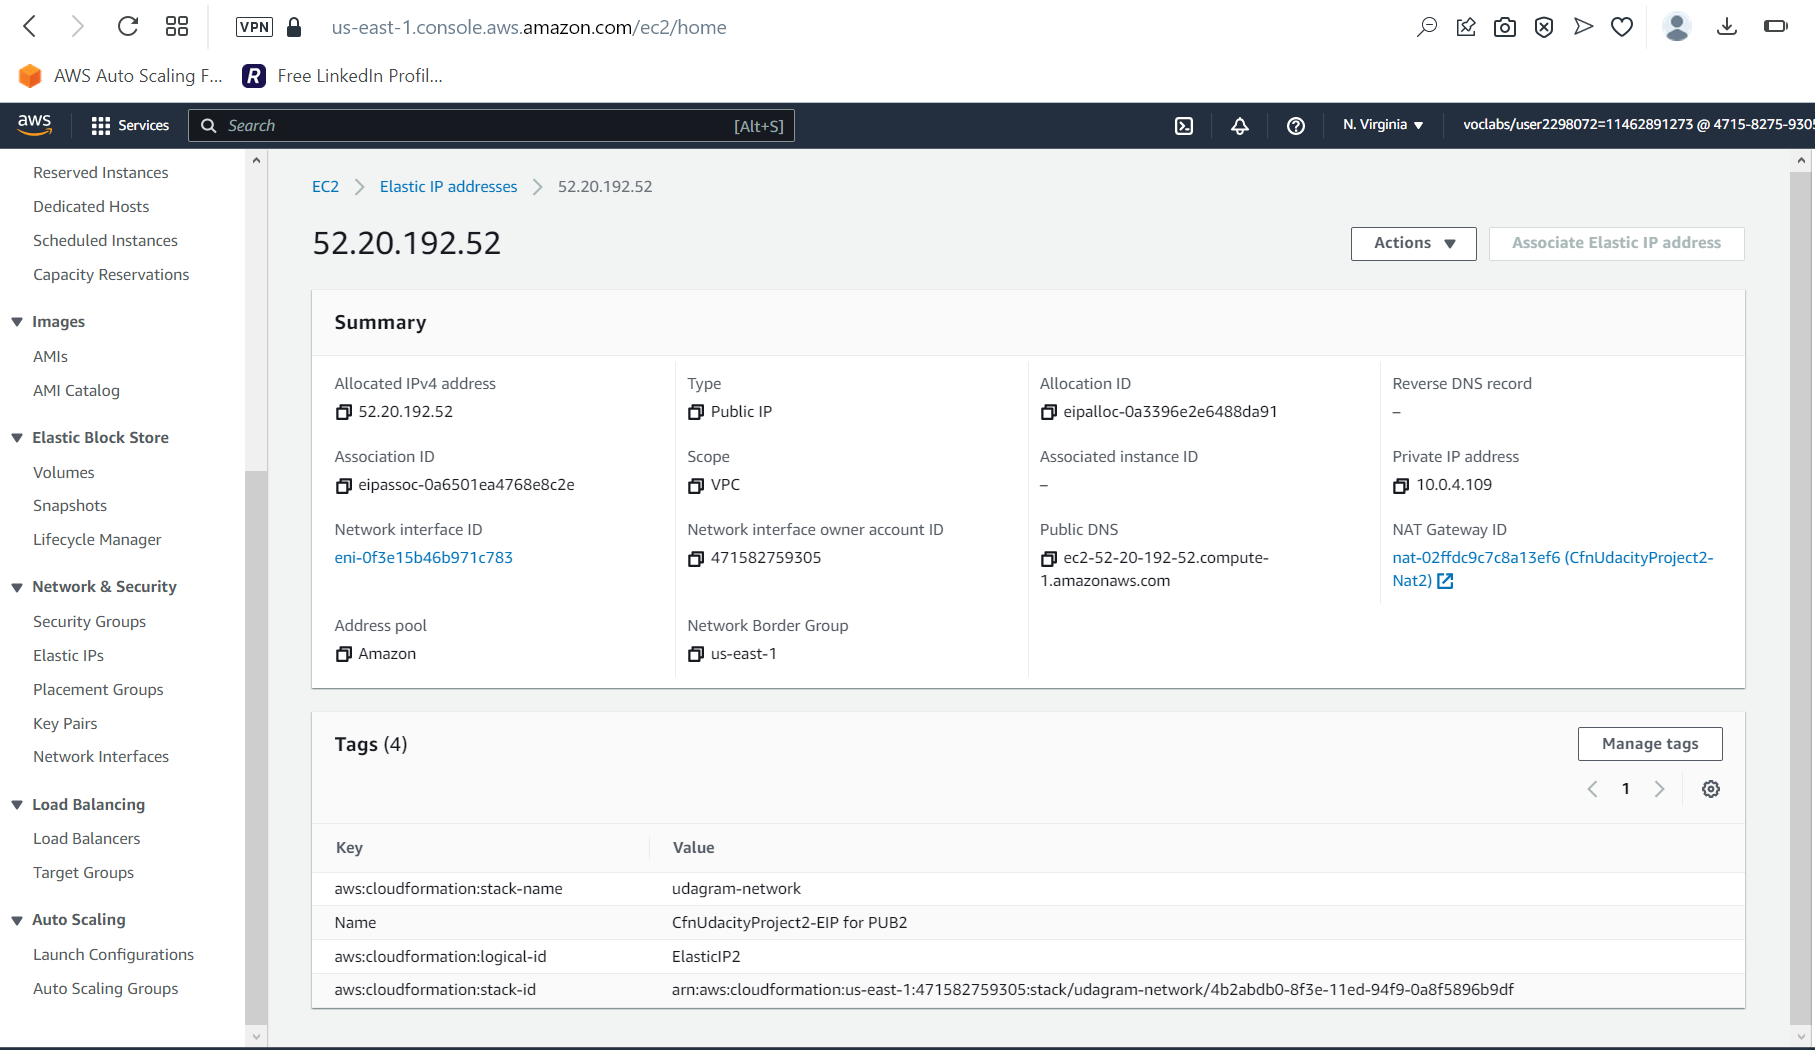 VPN us-east-1.console.aws.amazon.com/ec2/home
AWS Auto Scaling F... R Free LinkedIn Profil...
aws Services Search [Alt+S] N. Virginia voclabs/user2298072=11462891273 @ 4715-8275-930
Reserved Instances
Dedicated Hosts
Scheduled Instances
Capacity Reservations
Images
AMIs
AMI Catalog
Elastic Block Store
Volumes
Snapshots
Lifecycle Manager
Network & Security
Security Groups
Elastic IPs
Placement Groups
Key Pairs
Network Interfaces
Load Balancing
Load Balancers
Target Groups
Auto Scaling
Launch Configurations
Auto Scaling Groups
EC2 > Elastic IP addresses > 52.20.192.52
52.20.192.52
Actions Associate Elastic IP address
Summary
Allocated IPv4 address
52.20.192.52
Type
Public IP
Allocation ID
eipalloc-0a3396e2e6488da91
Reverse DNS record
–
Association ID
eipassoc-0a6501ea4768e8c2e
Scope
VPC
Associated instance ID
–
Private IP address
10.0.4.109
Network interface ID
eni-0f3e15b46b971c783
Network interface owner account ID
471582759305
Public DNS
ec2-52-20-192-52.compute-
1.amazonaws.com
NAT Gateway ID
nat-02ffdc9c7c8a13ef6 (CfnUdacityProject2-
Nat2)
Address pool
Amazon
Network Border Group
us-east-1
Tags (4)
Manage tags
1
Key Value
aws:cloudformation:stack-name udagram-network
Name CfnUdacityProject2-EIP for PUB2
aws:cloudformation:logical-id ElasticIP2
aws:cloudformation:stack-id arn:aws:cloudformation:us-east-1:471582759305:stack/udagram-network/4b2abdb0-8f3e-11ed-94f9-0a8f5896b9df